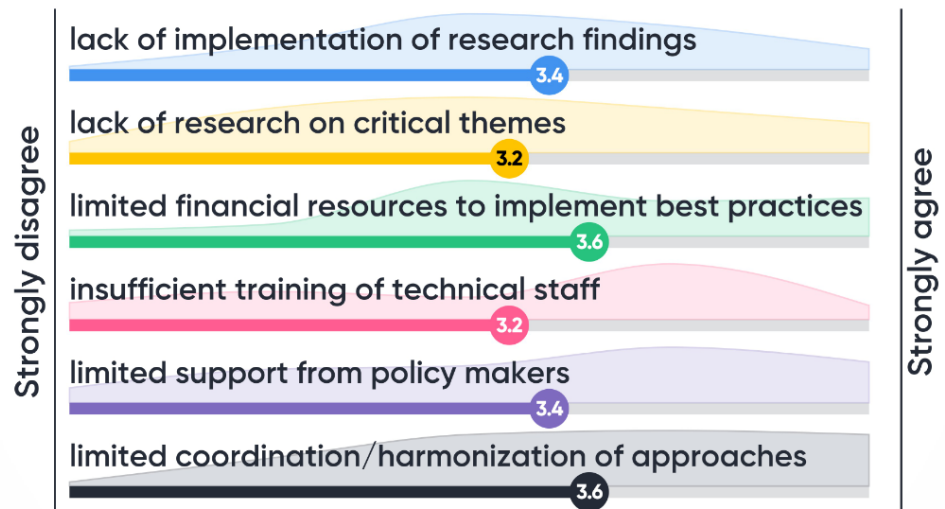 Strongly disagree
lack of implementation of research findings
3.4
lack of research on critical themes
3.2
limited financial resources to implement best practices
3.6
insufficient training of technical staff
3.2
limited support from policy makers
3.4
limited coordination/harmonization of approaches
3.6
Strongly agree